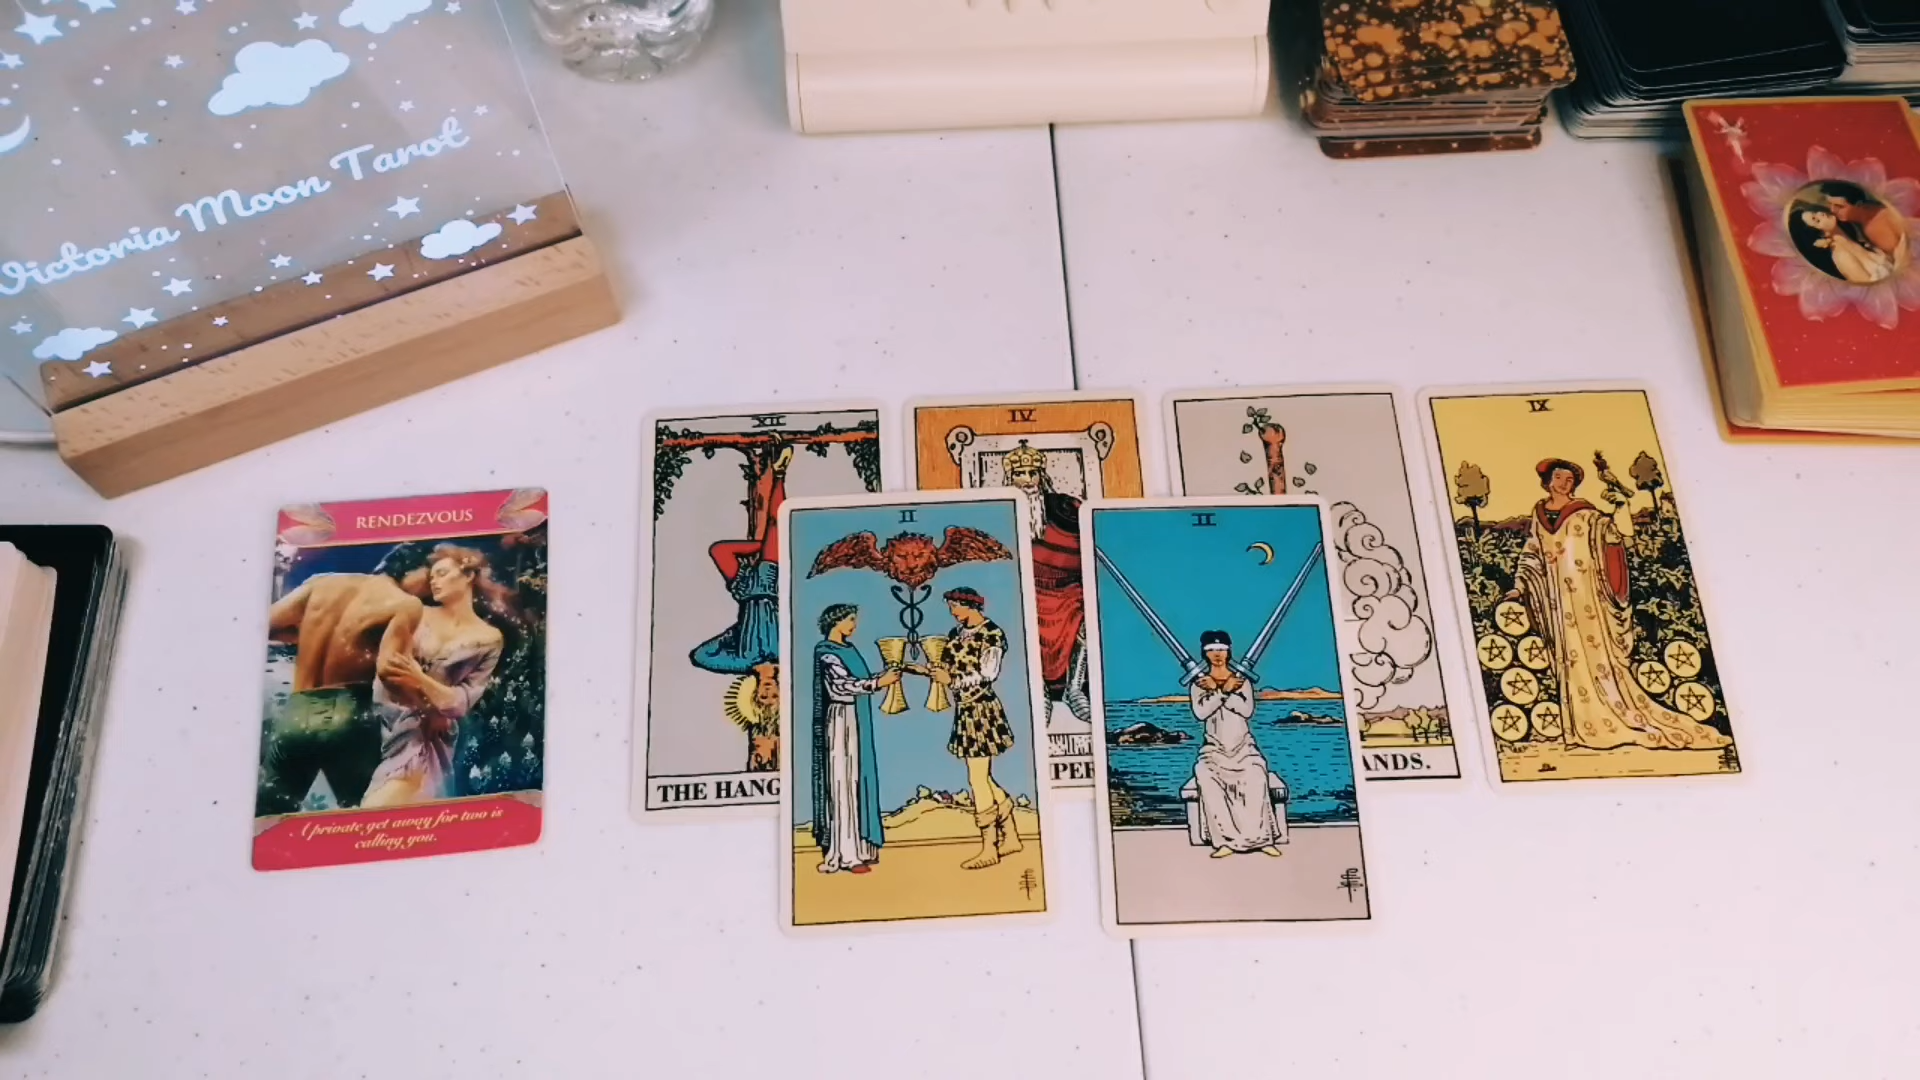 Victoria Moon Tarot
RENDEZVOUS
A private get away for two is
calling you.
XII
THE HANG
IV
PER
ANDS.
IX
II
II